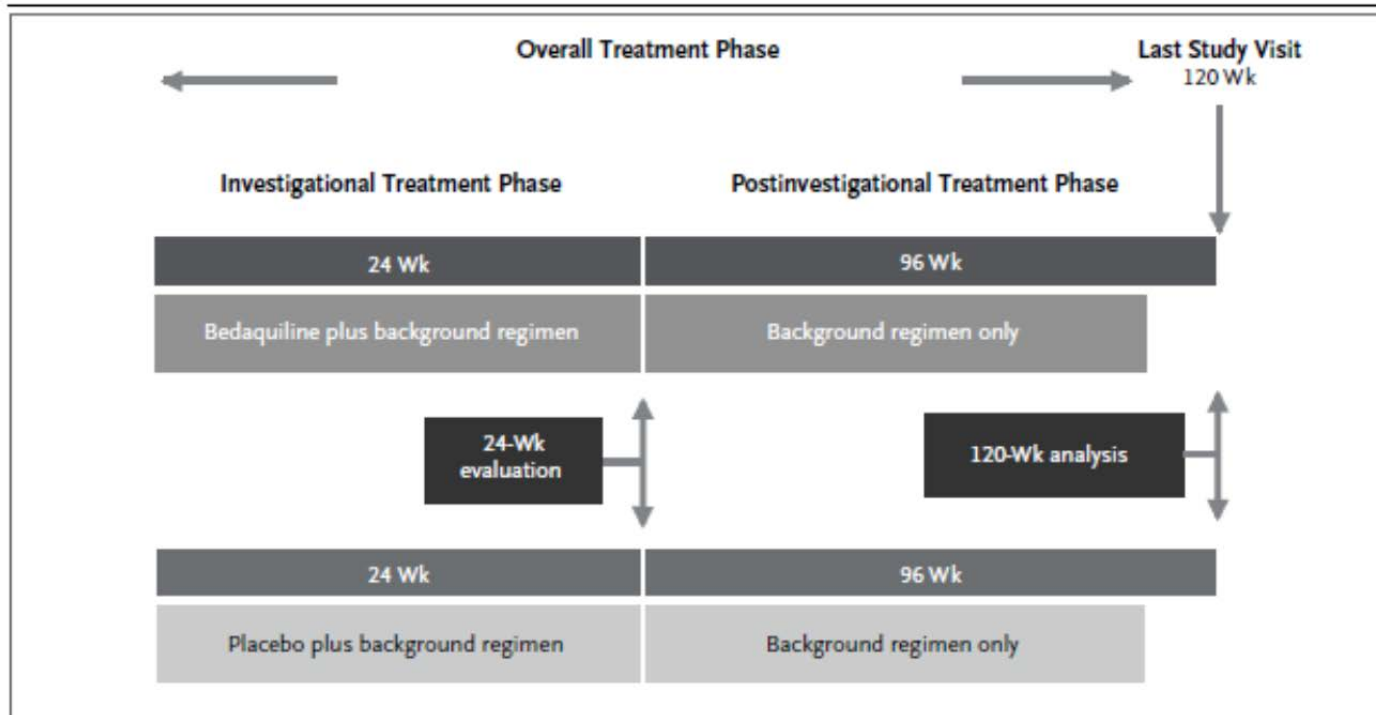 Overall Treatment Phase
Last Study Visit
120 Wk
Investigational Treatment Phase
Postinvestigational Treatment Phase
24 Wk
96 Wk
Bedaquiline plus background regimen
Background regimen only
24-Wk
evaluation
120-Wk analysis
24 Wk
96 Wk
Placebo plus background regimen
Background regimen only